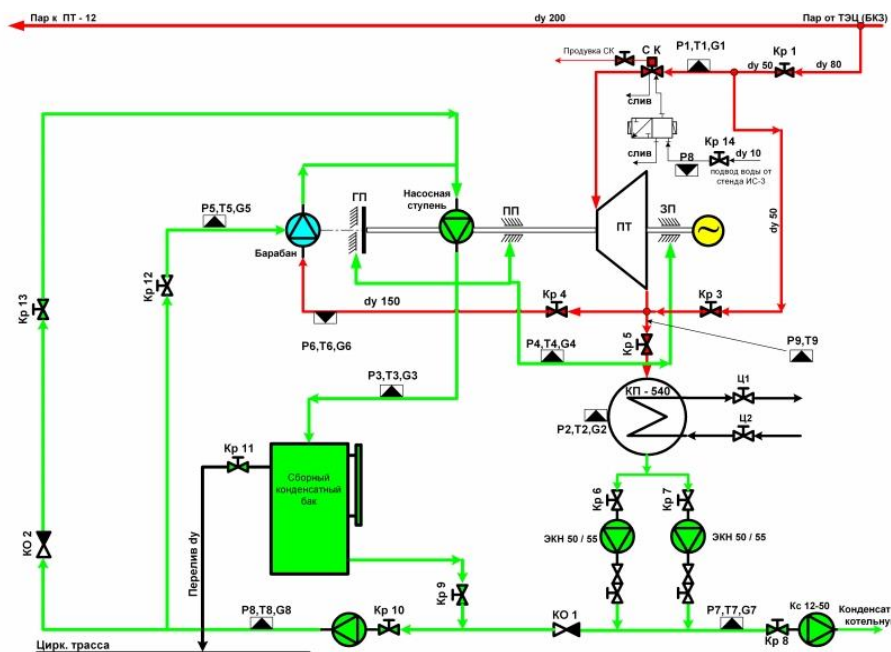 Пар к ПТ - 12
dy 200
Пар от ТЭЦ (БКЗ)
Продувка СК
С К
P1,T1,G1
Кр 1
dy 50
dy 80
слив
Кр 14
dy 10
слив
P8
подвод воды от
стенда ИС-3
Насосная
ступень
ГП
ПП
ПТ
ЗП
dy 50
P5,T5,G5
Барабан
Кр 13
Кр 12
dy 150
Кр 4
Кр 3
P6,T6,G6
P4,T4,G4
Кр 5
P9,T9
P3,T3,G3
КП - 540
Ц1
P2,T2,G2
Ц2
Кр 11
Сборный
конденсатный
бак
Кр 6
Кр 7
ЭКН 50 / 55
ЭКН 50 / 55
КО 2
Перелив dy
Кр 9
P8,T8,G8
Кр 10
КО 1
P7,T7,G7
Кр 8
Кс 12-50
Конденсат
котельную
Цирк. трасса